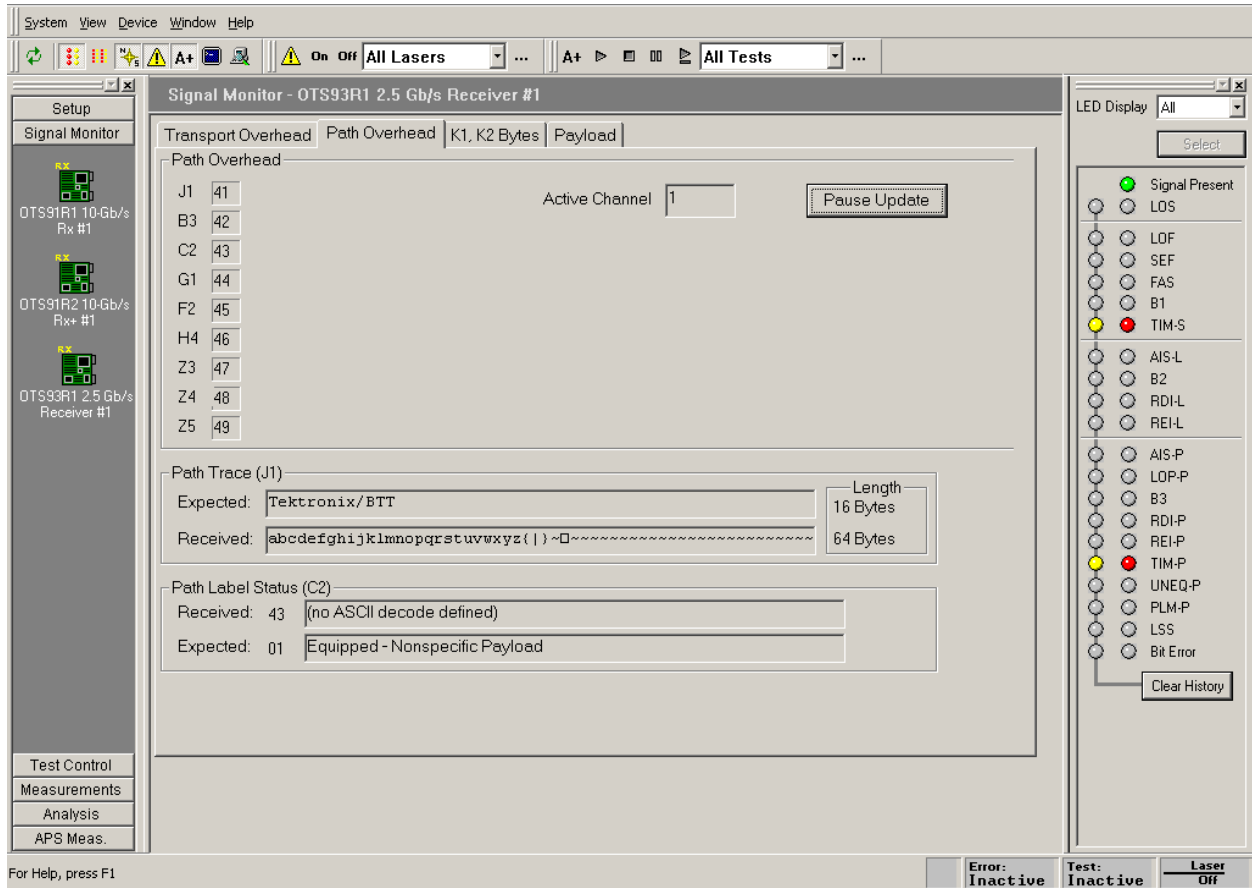 System View Device Window Help
A+ On Off All Lasers ... A+ All Tests ...
Setup
Signal Monitor
RX
OTS91R1 10-Gb/s
Rx #1
RX
OTS91R2 10-Gb/s
Rx+ #1
RX
OTS93R1 2.5 Gb/s
Receiver #1
Test Control
Measurements
Analysis
APS Meas.
Signal Monitor - OTS93R1 2.5 Gb/s Receiver #1
Transport Overhead Path Overhead K1, K2 Bytes Payload
Path Overhead
J1 41
B3 42
C2 43
G1 44
F2 45
H4 46
Z3 47
Z4 48
Z5 49
Active Channel 1 Pause Update
Path Trace (J1)
Expected: Tektronix/BTT
Received: abcdefghijklmnopqrstuvwxyz{|}~□~~~~~~~~~~~~~~~~~~~~~~~~~
Length
16 Bytes
64 Bytes
Path Label Status (C2)
Received: 43 (no ASCII decode defined)
Expected: 01 Equipped - Nonspecific Payload
LED Display All
Select
Signal Present
LOS
LOF
SEF
FAS
B1
TIM-S
AIS-L
B2
RDI-L
REI-L
AIS-P
LOP-P
B3
RDI-P
REI-P
TIM-P
UNEQ-P
PLM-P
LSS
Bit Error
Clear History
For Help, press F1
Error:
Inactive
Test:
Inactive
Laser
Off